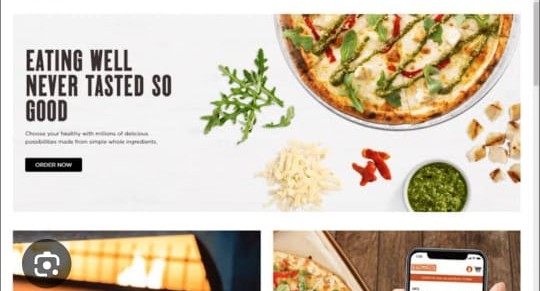 EATING WELL
NEVER TASTED SO
GOOD
Choose your healthy with millions of delicious
possibilities made from simple whole ingredients.
ORDER NOW